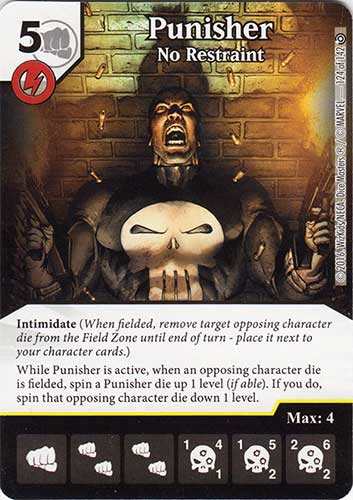 5
Punisher
No Restraint
124 of 142
© 2016 WizKids/NECA, Dice Masters, © MARVEL
Intimidate (When fielded, remove target opposing character
die from the Field Zone until end of turn - place it next to
your character cards.)
While Punisher is active, when an opposing character die
is fielded, spin a Punisher die up 1 level (if able). If you do,
spin that opposing character die down 1 level.
Max: 4
1 4 1
1 5 2
2 6 2